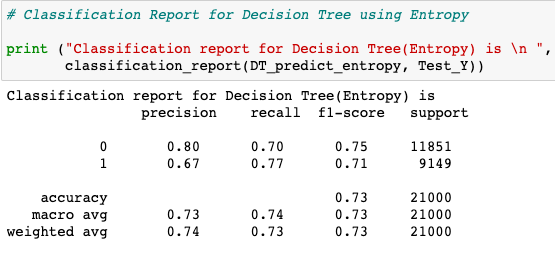 # Classification Report for Decision Tree using Entropy
print ("Classification report for Decision Tree(Entropy) is \n ",
classification_report(DT_predict_entropy, Test_Y))
Classification report for Decision Tree(Entropy) is
precision recall f1-score support
0 0.80 0.70 0.75 11851
1 0.67 0.77 0.71 9149
accuracy 0.73 21000
macro avg 0.73 0.74 0.73 21000
weighted avg 0.74 0.73 0.73 21000